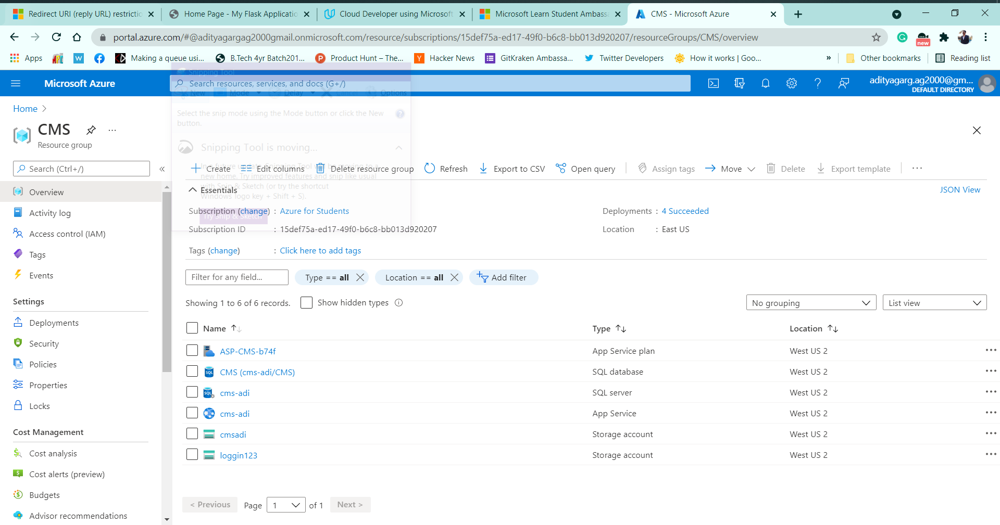 Redirect URI (reply URL) restrictio
Home Page - My Flask Applicatio
Cloud Developer using Microsoft
Microsoft Learn Student Ambassa
CMS - Microsoft Azure
portal.azure.com/#@adityagargag2000gmail.onmicrosoft.com/resource/subscriptions/15def75a-ed17-49f0-b6c8-bb013d920207/resourceGroups/CMS/overview
new
Apps
Making a queue usi...
B.Tech 4yr Batch201...
Product Hunt – The...
Hacker News
GitKraken Ambassa...
Twitter Developers
How it works | Goo...
»
Other bookmarks
Reading list
Snipping Tool
Microsoft Azure
Search resources, services, and docs (G+/)
adityagarg.ag2000@gm...
DEFAULT DIRECTORY
New Mode Delay Cancel Options
Home >
Select the snip mode using the Mode button or click the New
button.
CMS
Resource group
Snipping Tool is moving...
Search (Ctrl+/)
«
In a future update, Snipping Tool will be moving to a
new home. Try improved features and snip like usual
with Snip & Sketch (or try the shortcut
Windows logo key + Shift + S).
Try Snip & Sketch
Create
Edit columns
Delete resource group
Refresh
Export to CSV
Open query
Assign tags
Move
Delete
Export template
Essentials
JSON View
Subscription (change) : Azure for Students
Deployments : 4 Succeeded
Subscription ID : 15def75a-ed17-49f0-b6c8-bb013d920207
Location : East US
Tags (change) : Click here to add tags
Overview
Activity log
Access control (IAM)
Tags
Events
Settings
Deployments
Security
Policies
Properties
Locks
Cost Management
Cost analysis
Cost alerts (preview)
Budgets
Advisor recommendations
Filter for any field...
Type == all
Location == all
Add filter
Showing 1 to 6 of 6 records.
Show hidden types
No grouping
List view
Name Type Location
ASP-CMS-b74f App Service plan West US 2
CMS (cms-adi/CMS) SQL database West US 2
cms-adi SQL server West US 2
cms-adi App Service West US 2
cmsadi Storage account West US 2
loggin123 Storage account West US 2
< Previous Page 1 of 1 Next >